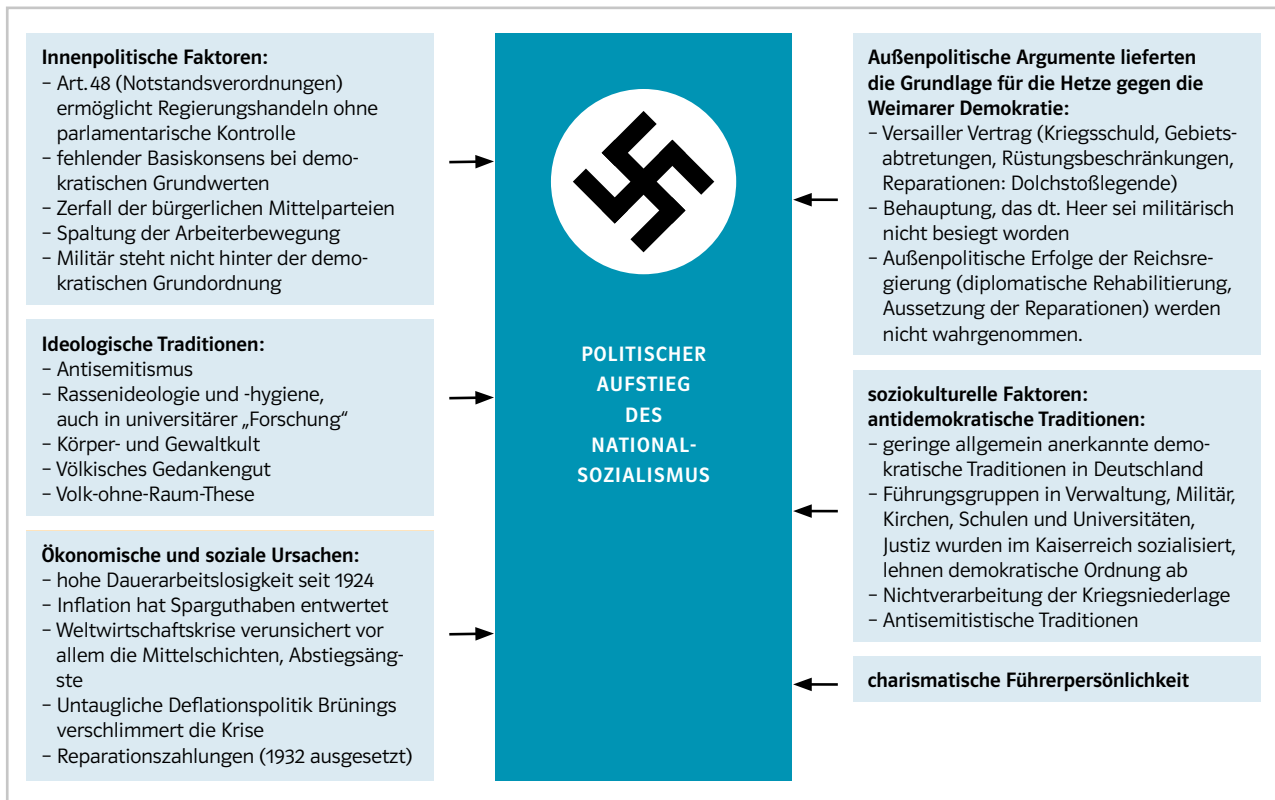 Innenpolitische Faktoren:
– Art. 48 (Notstandsverordnungen)
ermöglicht Regierungshandeln ohne
parlamentarische Kontrolle
– fehlender Basiskonsens bei demo-
kratischen Grundwerten
– Zerfall der bürgerlichen Mittelparteien
– Spaltung der Arbeiterbewegung
– Militär steht nicht hinter der demo-
kratischen Grundordnung
Ideologische Traditionen:
– Antisemitismus
– Rassenideologie und -hygiene,
auch in universitärer „Forschung“
– Körper- und Gewaltkult
– Völkisches Gedankengut
– Volk-ohne-Raum-These
Ökonomische und soziale Ursachen:
– hohe Dauerarbeitslosigkeit seit 1924
– Inflation hat Sparguthaben entwertet
– Weltwirtschaftskrise verunsichert vor
allem die Mittelschichten, Abstiegsäng-
ste
– Untaugliche Deflationspolitik Brünings
verschlimmert die Krise
– Reparationszahlungen (1932 ausgesetzt)
POLITISCHER
AUFSTIEG
DES
NATIONAL-
SOZIALISMUS
Außenpolitische Argumente lieferten
die Grundlage für die Hetze gegen die
Weimarer Demokratie:
– Versailler Vertrag (Kriegsschuld, Gebiets-
abtretungen, Rüstungsbeschränkungen,
Reparationen: Dolchstoßlegende)
– Behauptung, das dt. Heer sei militärisch
nicht besiegt worden
– Außenpolitische Erfolge der Reichsre-
gierung (diplomatische Rehabilitierung,
Aussetzung der Reparationen) werden
nicht wahrgenommen.
soziokulturelle Faktoren:
antidemokratische Traditionen:
– geringe allgemein anerkannte demo-
kratische Traditionen in Deutschland
– Führungsgruppen in Verwaltung, Militär,
Kirchen, Schulen und Universitäten,
Justiz wurden im Kaiserreich sozialisiert,
lehnen demokratische Ordnung ab
– Nichtverarbeitung der Kriegsniederlage
– Antisemitistische Traditionen
charismatische Führerpersönlichkeit